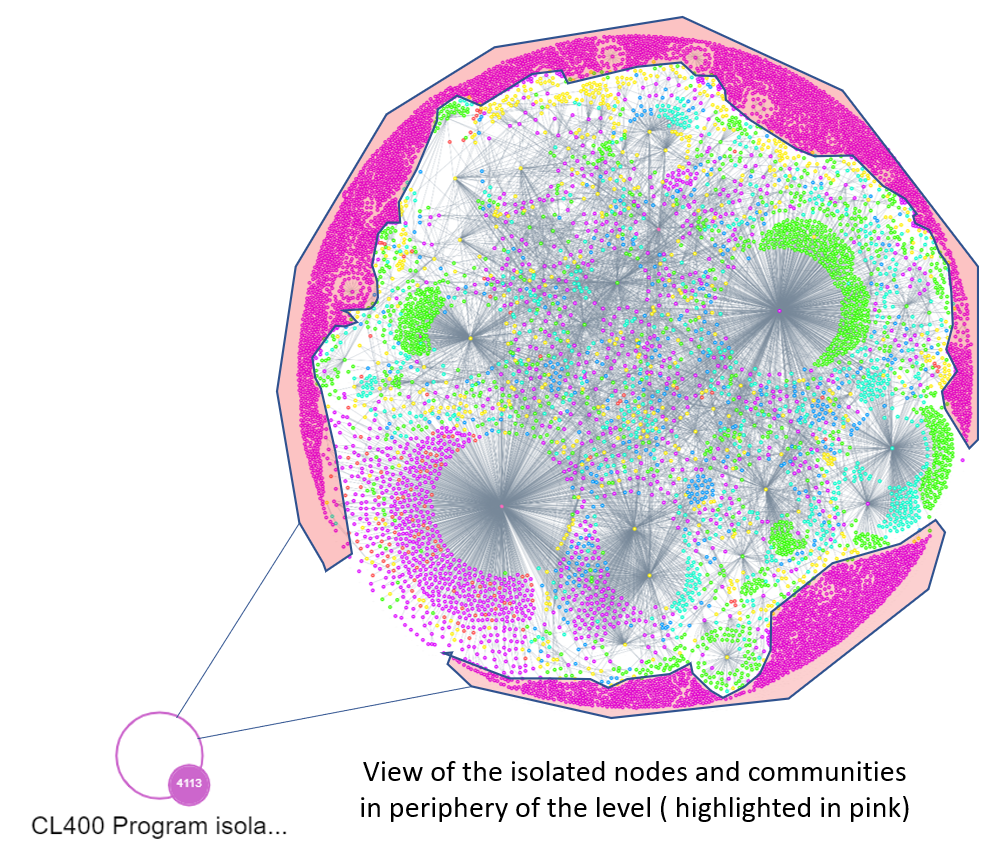 4113
CL400 Program isola...
View of the isolated nodes and communities
in periphery of the level ( highlighted in pink)